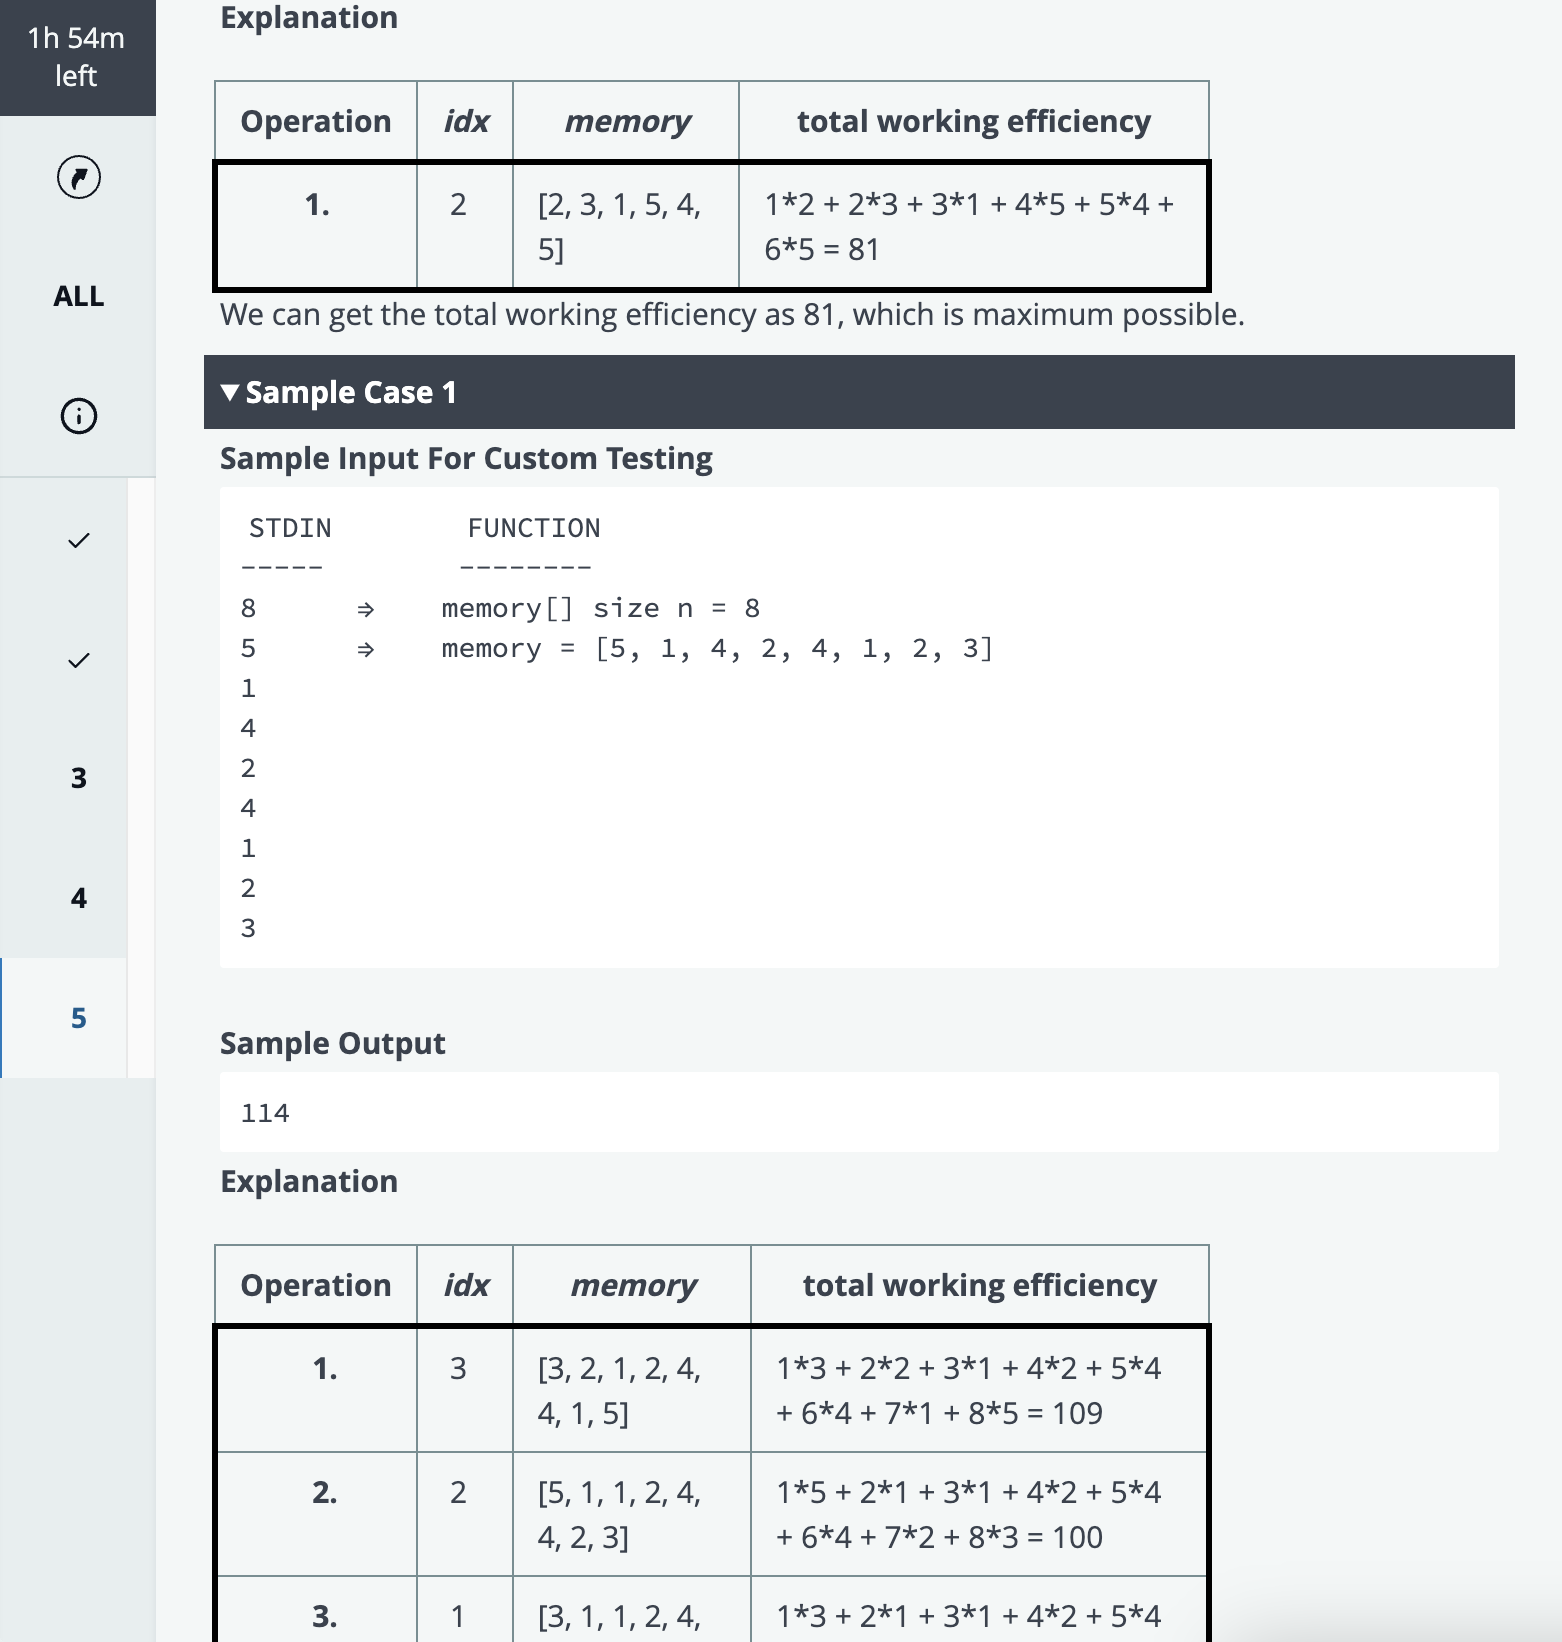 1h 54m
left
ALL
3
4
5
Explanation
Operation idx memory total working efficiency
1. 2 [2, 3, 1, 5, 4, 1*2 + 2*3 + 3*1 + 4*5 + 5*4 +
5] 6*5 = 81
We can get the total working efficiency as 81, which is maximum possible.
▼ Sample Case 1
Sample Input For Custom Testing
STDIN FUNCTION
----- --------
8 ⇒ memory[] size n = 8
5 ⇒ memory = [5, 1, 4, 2, 4, 1, 2, 3]
1
4
2
4
1
2
3
Sample Output
114
Explanation
Operation idx memory total working efficiency
1. 3 [3, 2, 1, 2, 4, 1*3 + 2*2 + 3*1 + 4*2 + 5*4
4, 1, 5] + 6*4 + 7*1 + 8*5 = 109
2. 2 [5, 1, 1, 2, 4, 1*5 + 2*1 + 3*1 + 4*2 + 5*4
4, 2, 3] + 6*4 + 7*2 + 8*3 = 100
3. 1 [3, 1, 1, 2, 4, 1*3 + 2*1 + 3*1 + 4*2 + 5*4